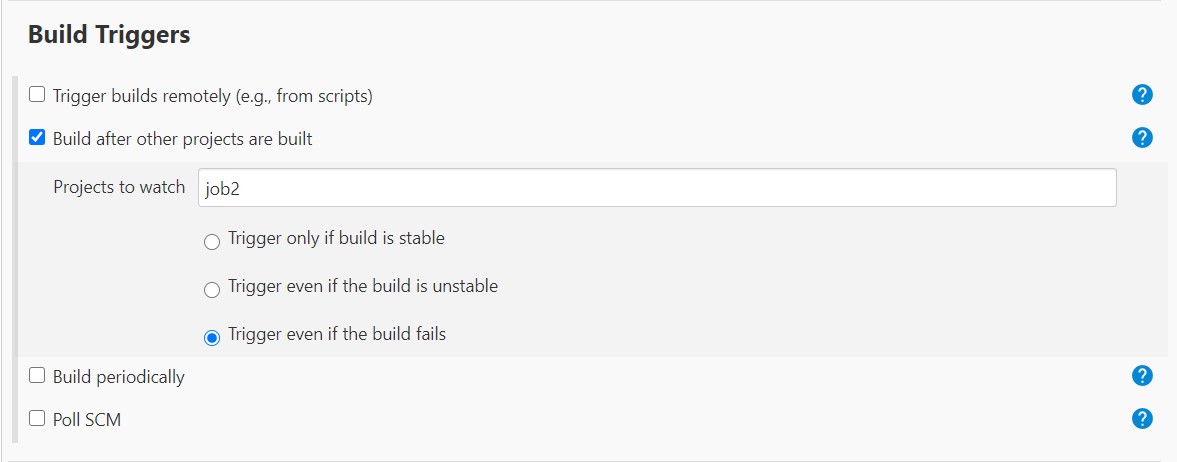 Build Triggers
Trigger builds remotely (e.g., from scripts)
?
Build after other projects are built
?
Projects to watch job2
Trigger only if build is stable
Trigger even if the build is unstable
Trigger even if the build fails
Build periodically
?
Poll SCM
?